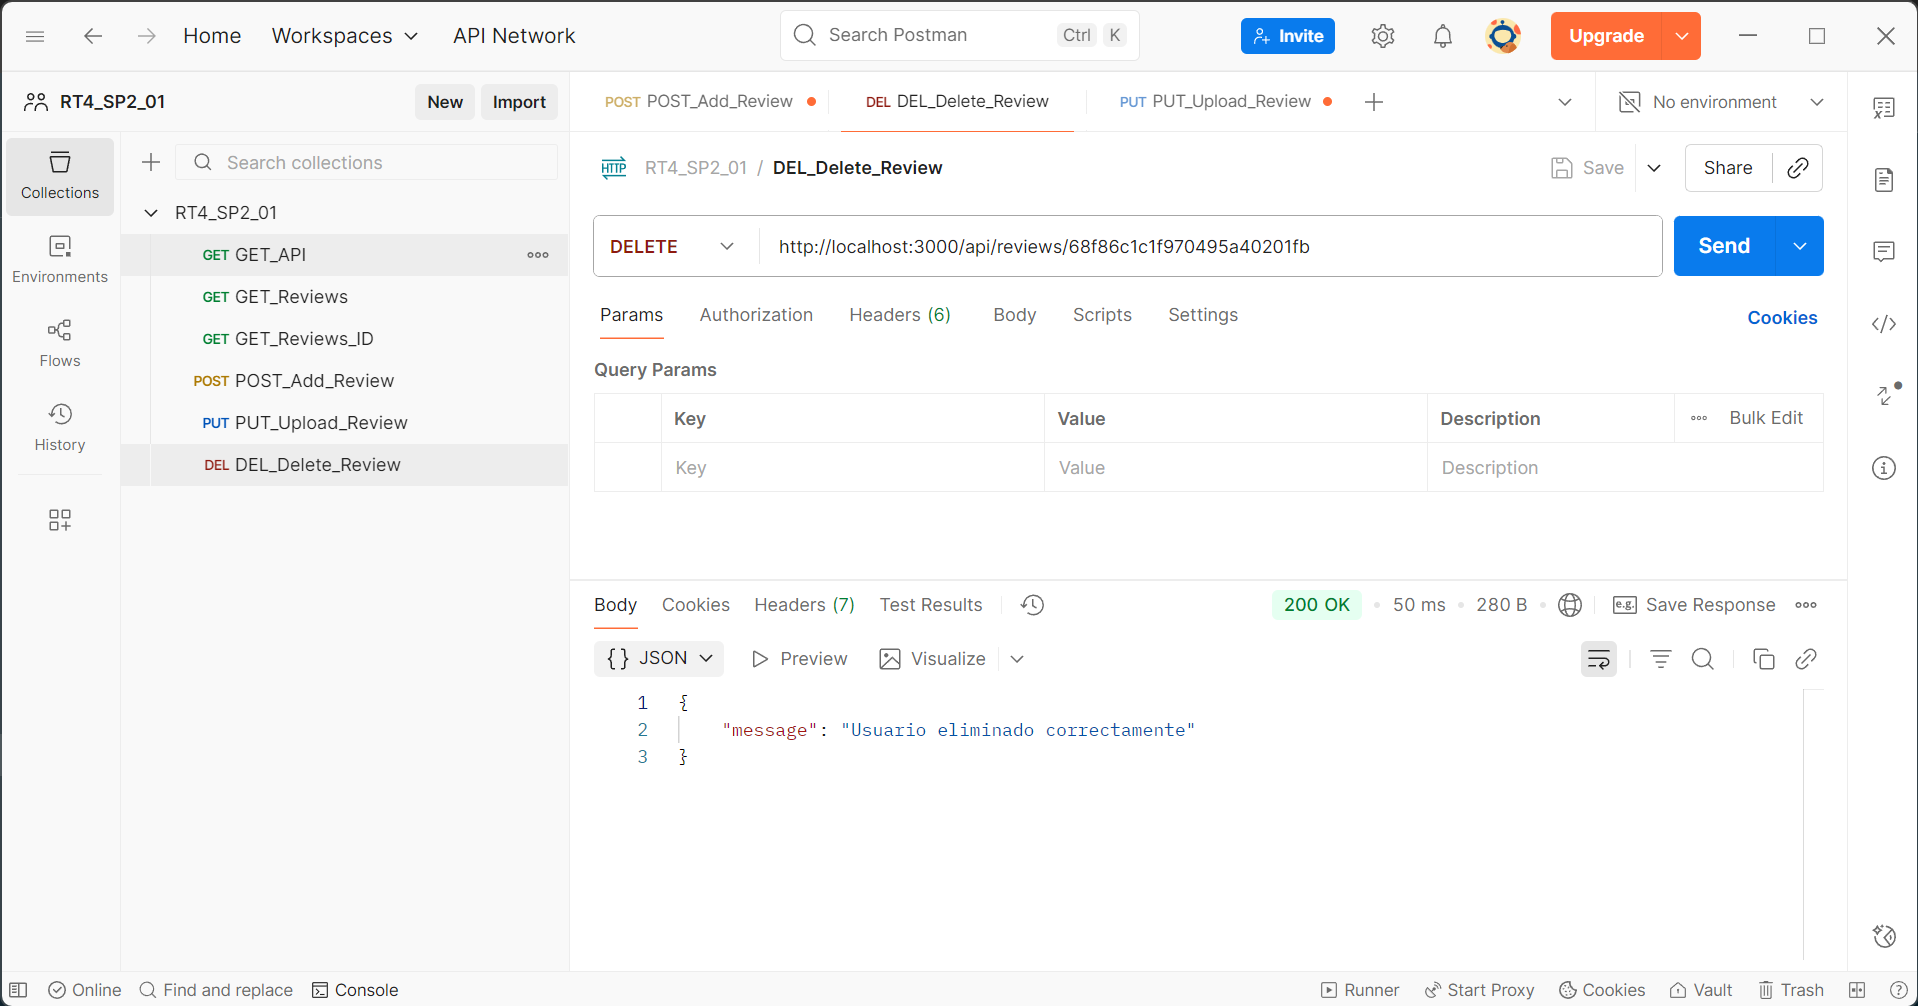 Home Workspaces API Network Search Postman Ctrl K Invite Upgrade
RT4_SP2_01 New Import
POST POST_Add_Review DEL DEL_Delete_Review PUT PUT_Upload_Review No environment
Collections
Environments
Flows
History
Search collections
RT4_SP2_01
GET GET_API
GET GET_Reviews
GET GET_Reviews_ID
POST POST_Add_Review
PUT PUT_Upload_Review
DEL DEL_Delete_Review
HTTP RT4_SP2_01 / DEL_Delete_Review Save Share
DELETE http://localhost:3000/api/reviews/68f86c1c1f970495a40201fb Send
Params Authorization Headers (6) Body Scripts Settings Cookies
Query Params
Key Value Description Bulk Edit
Key Value Description
Body Cookies Headers (7) Test Results 200 OK 50 ms 280 B e.g. Save Response
{} JSON Preview Visualize
1 {
2 "message": "Usuario eliminado correctamente"
3 }
Online Find and replace Console Runner Start Proxy Cookies Vault Trash